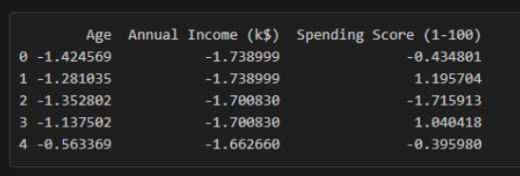 Age Annual Income (k$) Spending Score (1-100)
0 -1.424569 -1.738999 -0.434801
1 -1.281035 -1.738999 1.195704
2 -1.352802 -1.700830 -1.715913
3 -1.137502 -1.700830 1.040418
4 -0.563369 -1.662660 -0.395980